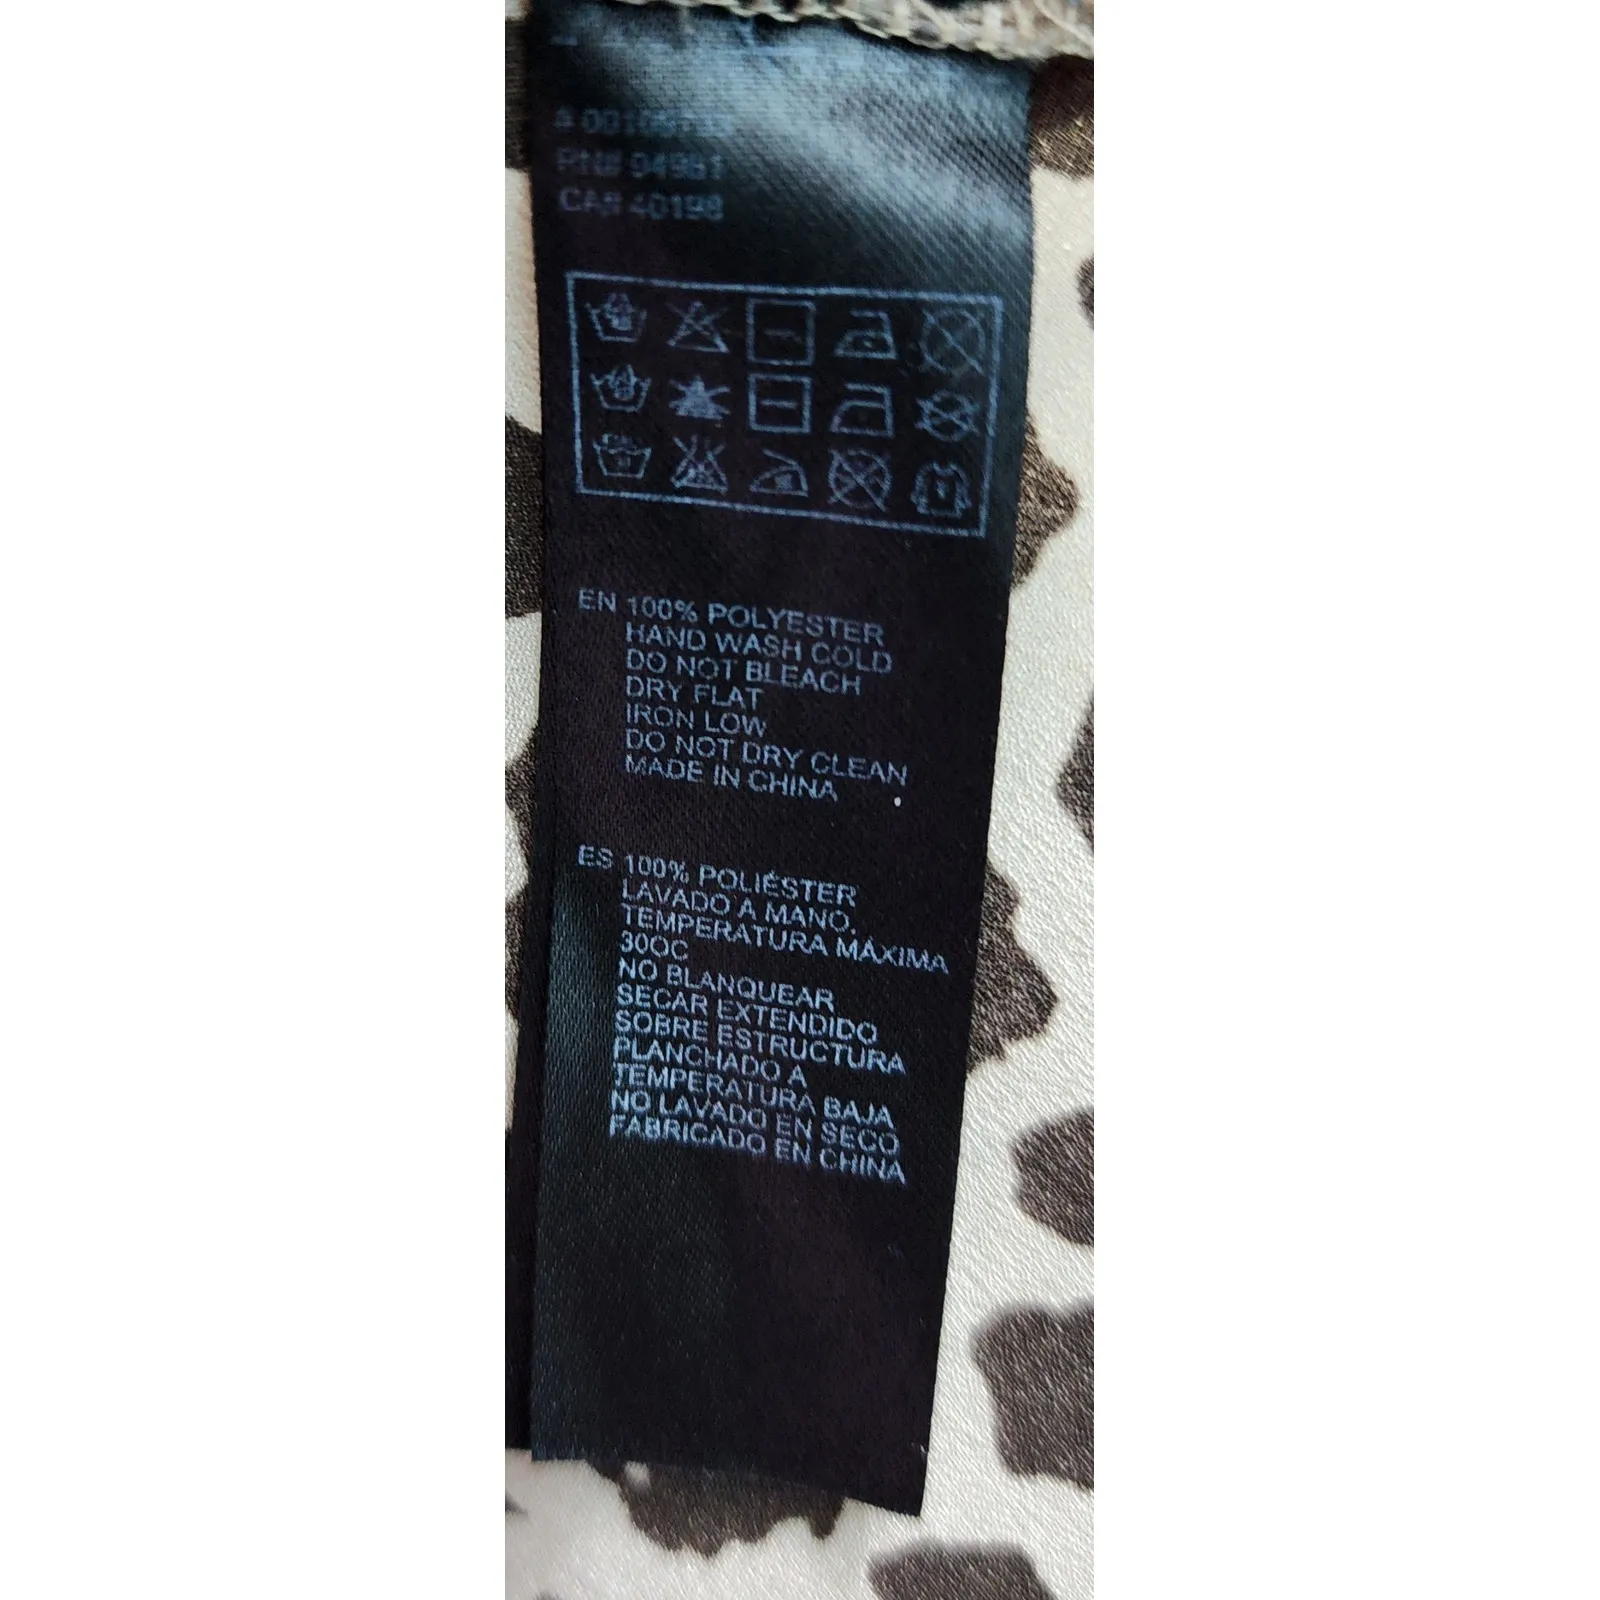 CA# 40198
EN 100% POLYESTER
HAND WASH COLD
DO NOT BLEACH
DRY FLAT
IRON LOW
DO NOT DRY CLEAN
MADE IN CHINA
ES 100% POLIÉSTER
LAVADO A MANO.
TEMPERATURA MÁXIMA
30OC
NO BLANQUEAR
SECAR EXTENDIDO
SOBRE ESTRUCTURA
PLANCHADO A
TEMPERATURA BAJA
NO LAVADO EN SECO
FABRICADO EN CHINA